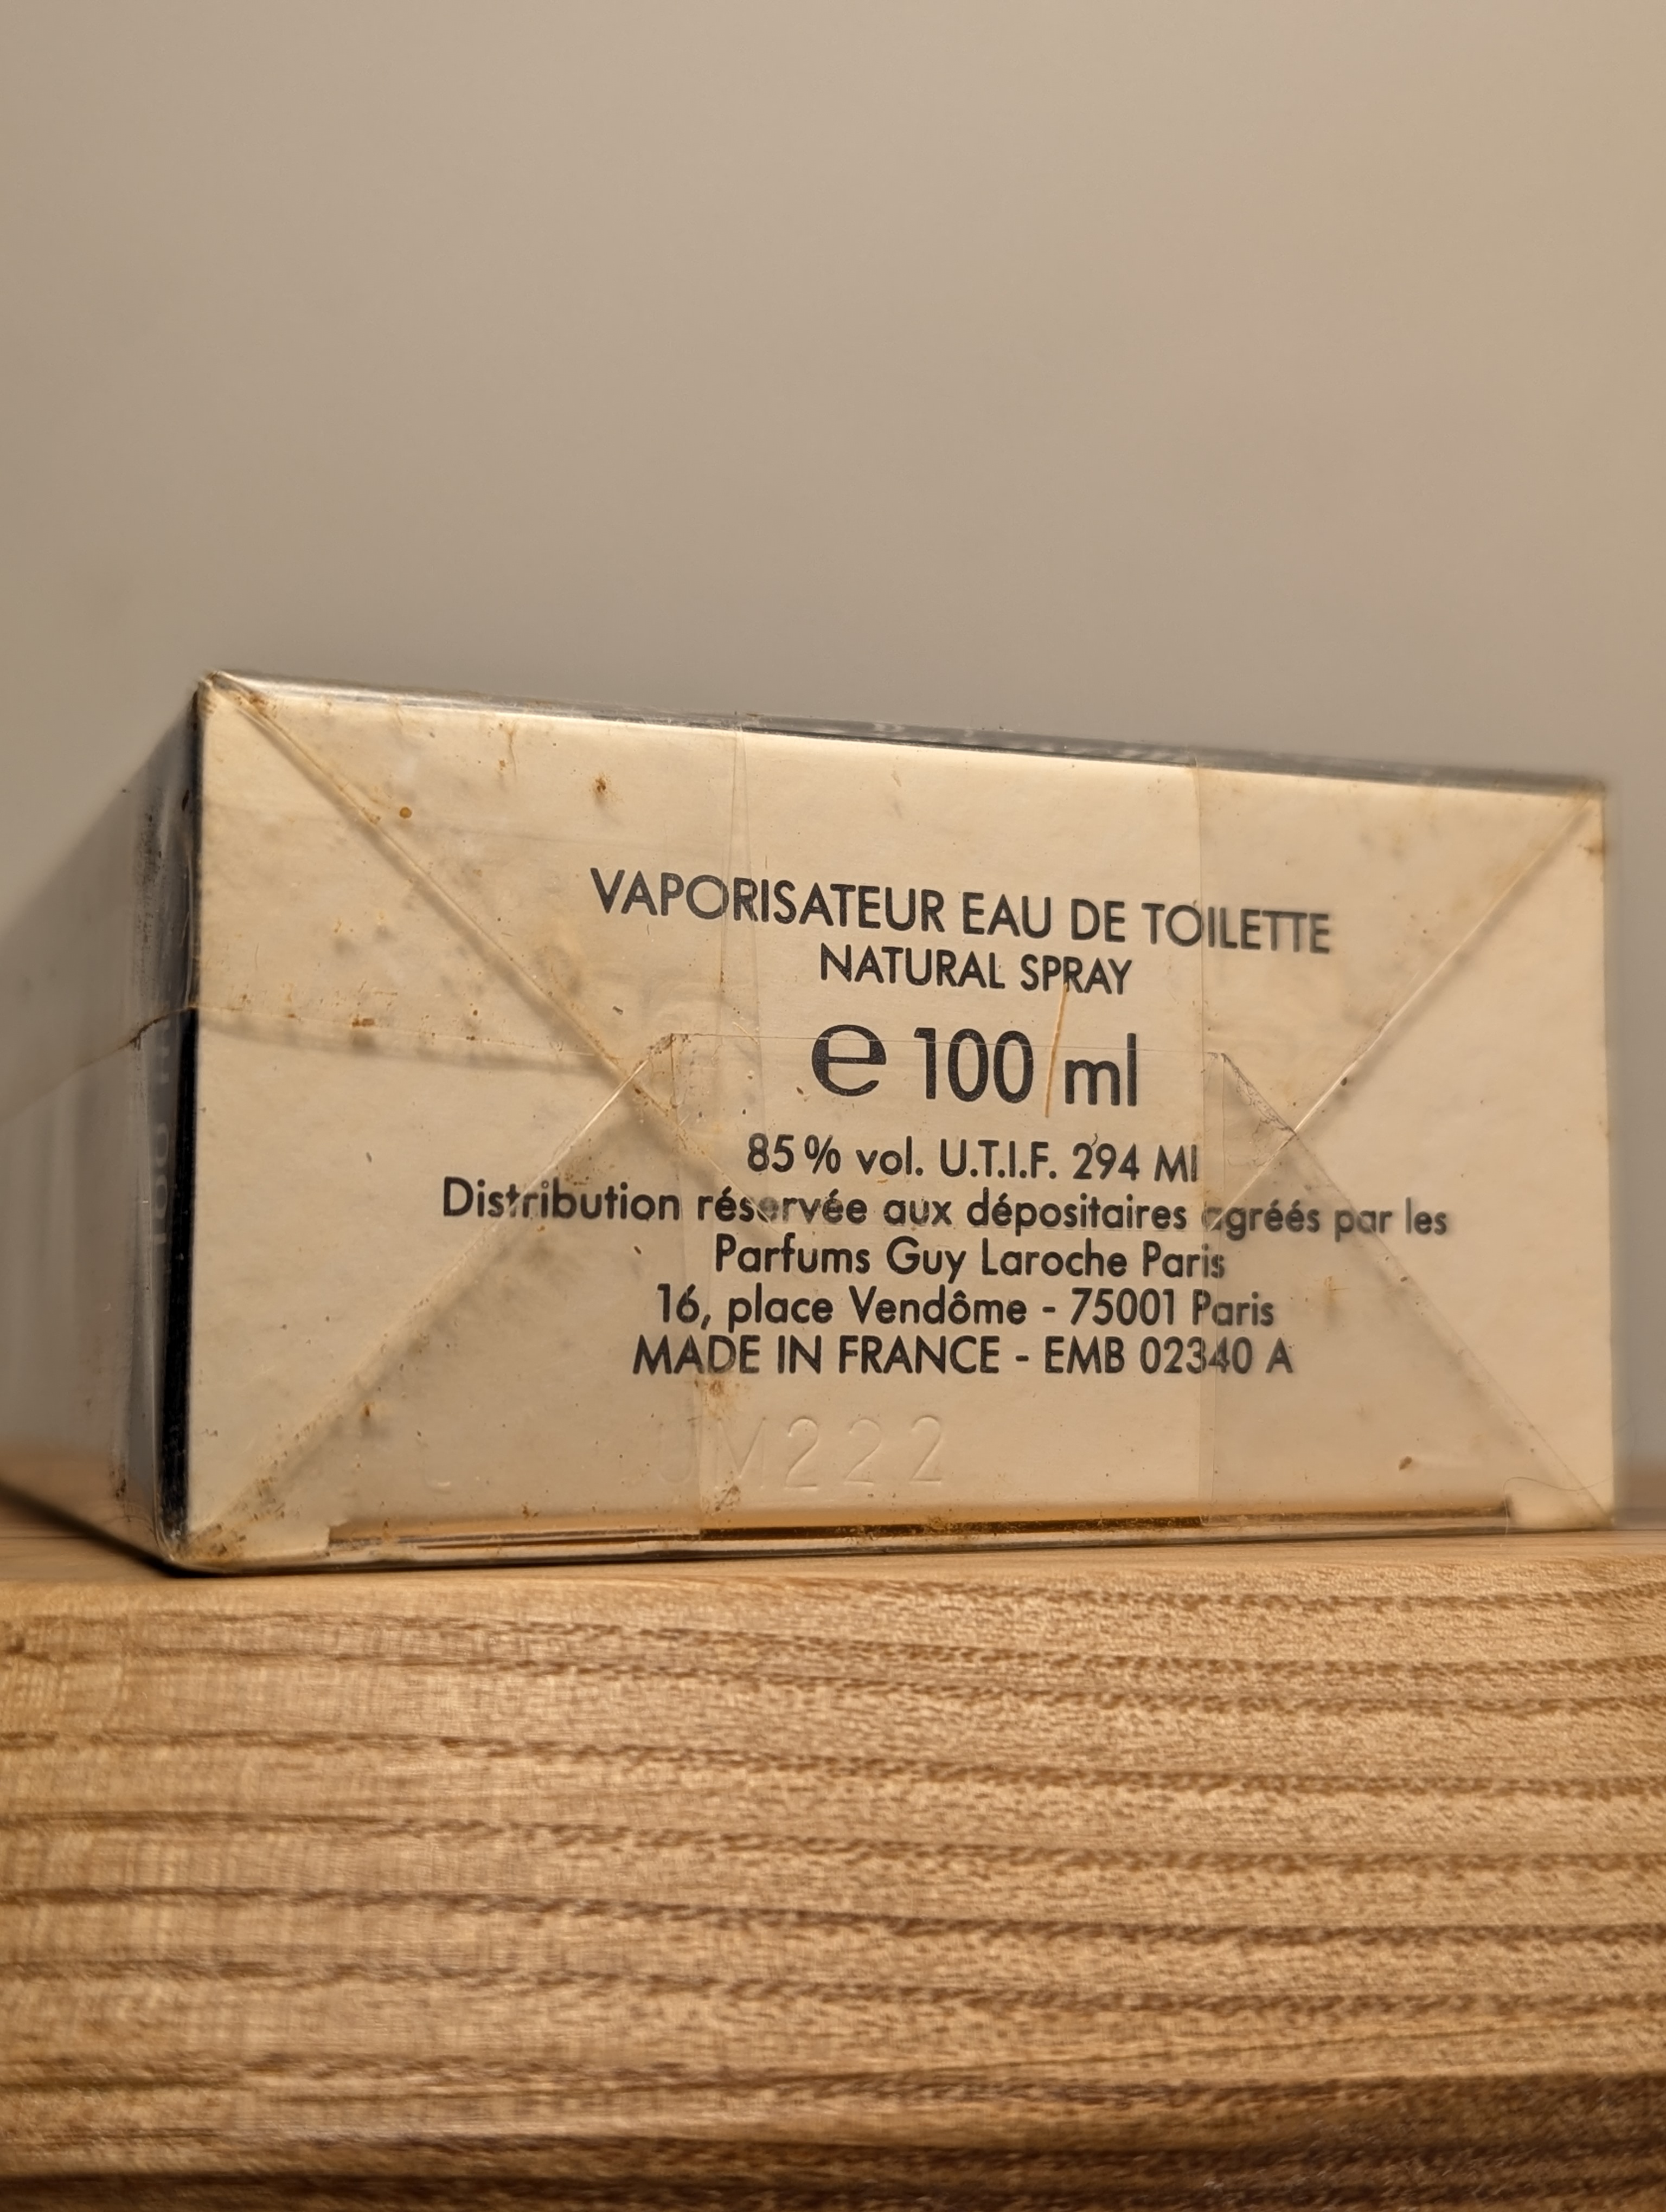 VAPORISATEUR EAU DE TOILETTE
NATURAL SPRAY
e 100 ml
85% vol. U.T.I.F. 294 Ml
Distribution réservée aux dépositaires agréés par les
Parfums Guy Laroche Paris
16, place Vendôme - 75001 Paris
MADE IN FRANCE - EMB 02340 A
UM222